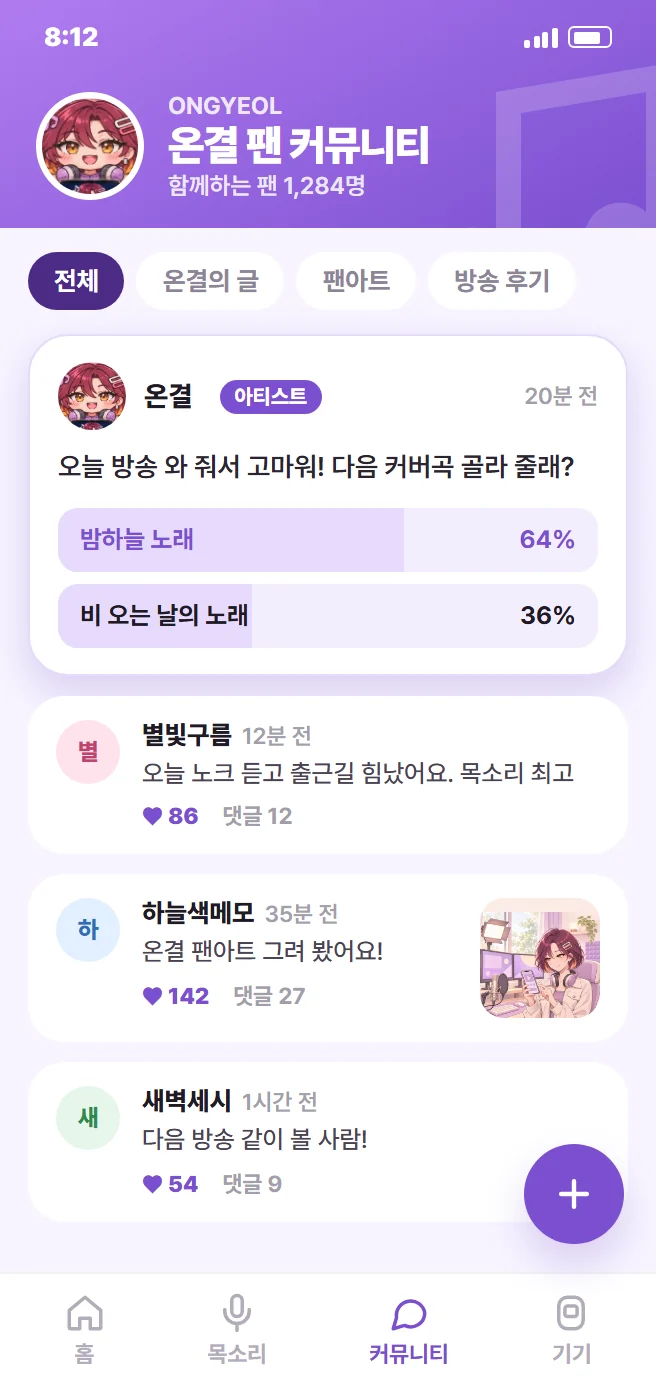 8:12
ONGYEOL
온결 팬 커뮤니티
함께하는 팬 1,284명
전체 온결의 글 팬아트 방송 후기
온결 아티스트 20분 전
오늘 방송 와 줘서 고마워! 다음 커버곡 골라 줄래?
밤하늘 노래 64%
비 오는 날의 노래 36%
별
별빛구름 12분 전
오늘 노크 듣고 출근길 힘났어요. 목소리 최고
86 댓글 12
하
하늘색메모 35분 전
온결 팬아트 그려 봤어요!
142 댓글 27
새
새벽세시 1시간 전
다음 방송 같이 볼 사람!
54 댓글 9
홈 목소리 커뮤니티 기기